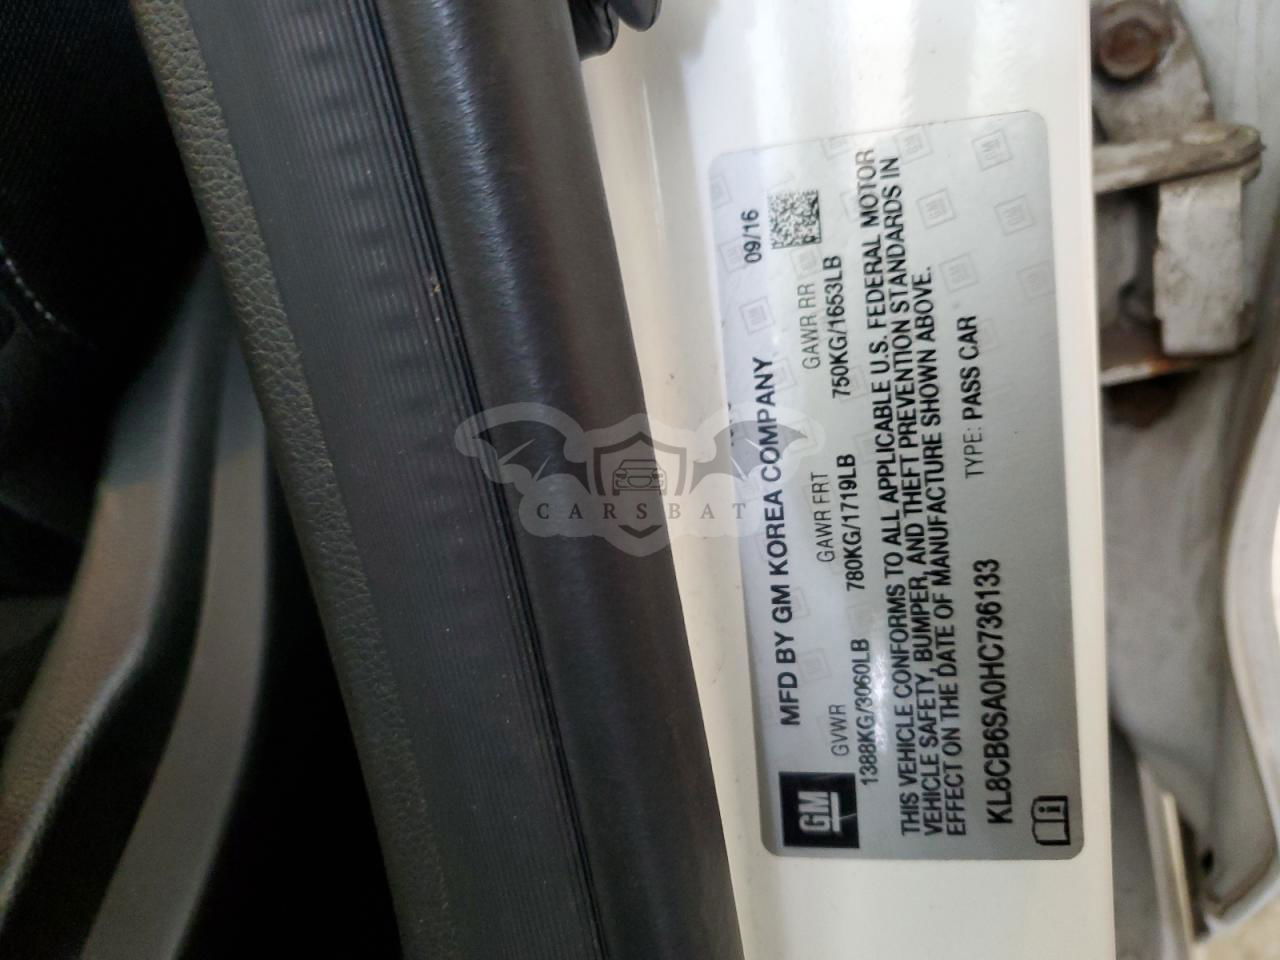 MFD BY GM KOREA COMPANY 09/16
GM
GVWR GAWR FRT GAWR RR
1388KG/3060LB 780KG/1719LB 750KG/1653LB
THIS VEHICLE CONFORMS TO ALL APPLICABLE U.S. FEDERAL MOTOR
VEHICLE SAFETY, BUMPER, AND THEFT PREVENTION STANDARDS IN
EFFECT ON THE DATE OF MANUFACTURE SHOWN ABOVE.
KL8CB6SA0HC736133 TYPE: PASS CAR
CARSBAT